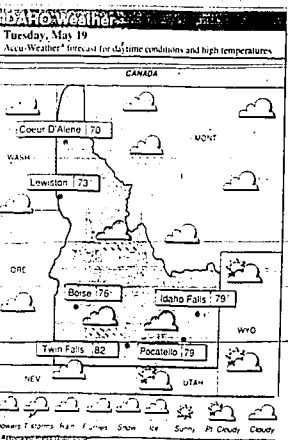 IDAHO Weather
Tuesday, May 19
Accu-Weather forecast for daytime conditions and high temperatures
CANADA
Coeur D'Alene 70
MONT
WASH
Lewiston 73°
ORE
Boise 76°
Idaho Falls 79°
WYO
Twin Falls 82
Pocatello 79
NEV
UTAH
T-storms Rain Flurries Snow Ice Sunny Pt. Cloudy Cloudy